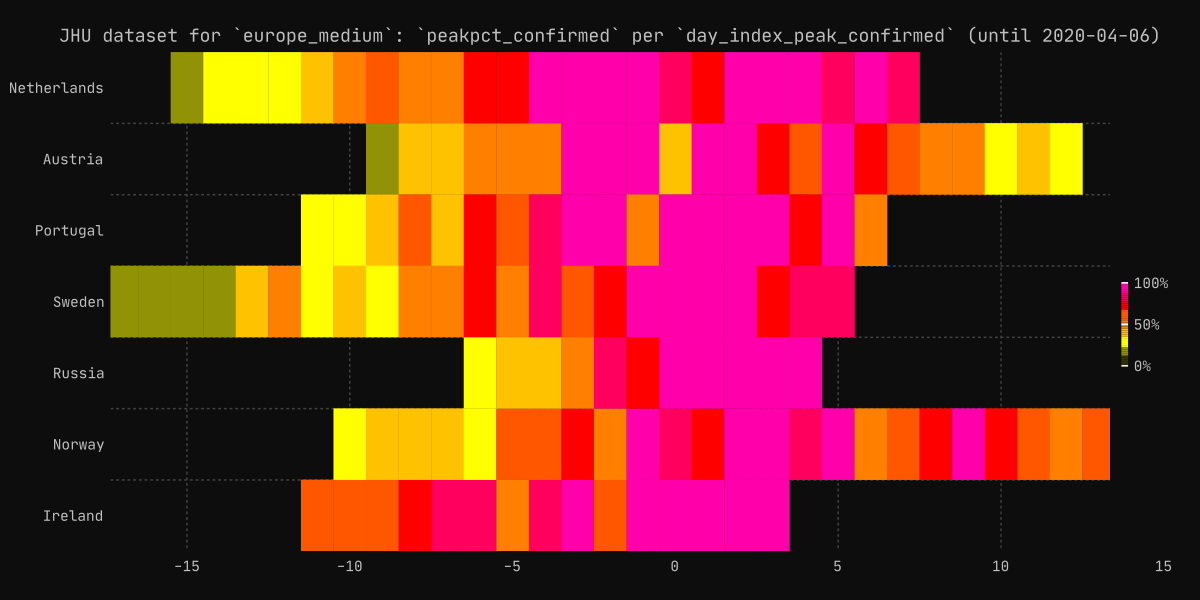 JHU dataset for `europe_medium`: `peakpct_confirmed` per `day_index_peak_confirmed` (until 2020-04-06)
Netherlands
Austria
Portugal
Sweden
Russia
Norway
Ireland
100%
50%
0%
-15 -10 -5 0 5 10 15